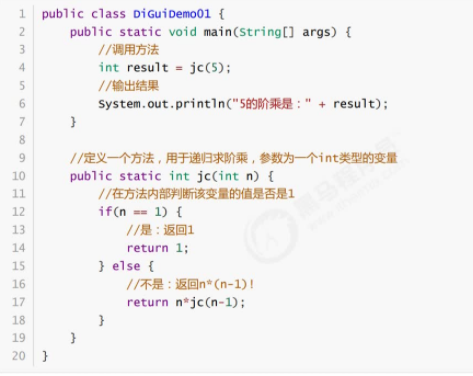 1 public class DiGuiDemo01 {
2 public static void main(String[] args) {
3 //调用方法
4 int result = jc(5);
5 //输出结果
6 System.out.println("5的阶乘是：" + result);
7 }
8
9 //定义一个方法，用于递归求阶乘，参数为一个int类型的变量
10 public static int jc(int n) {
11 //在方法内部判断该变量的值是否是1
12 if(n == 1) {
13 //是：返回1
14 return 1;
15 } else {
16 //不是：返回n*(n-1)!
17 return n*jc(n-1);
18 }
19 }
20 }